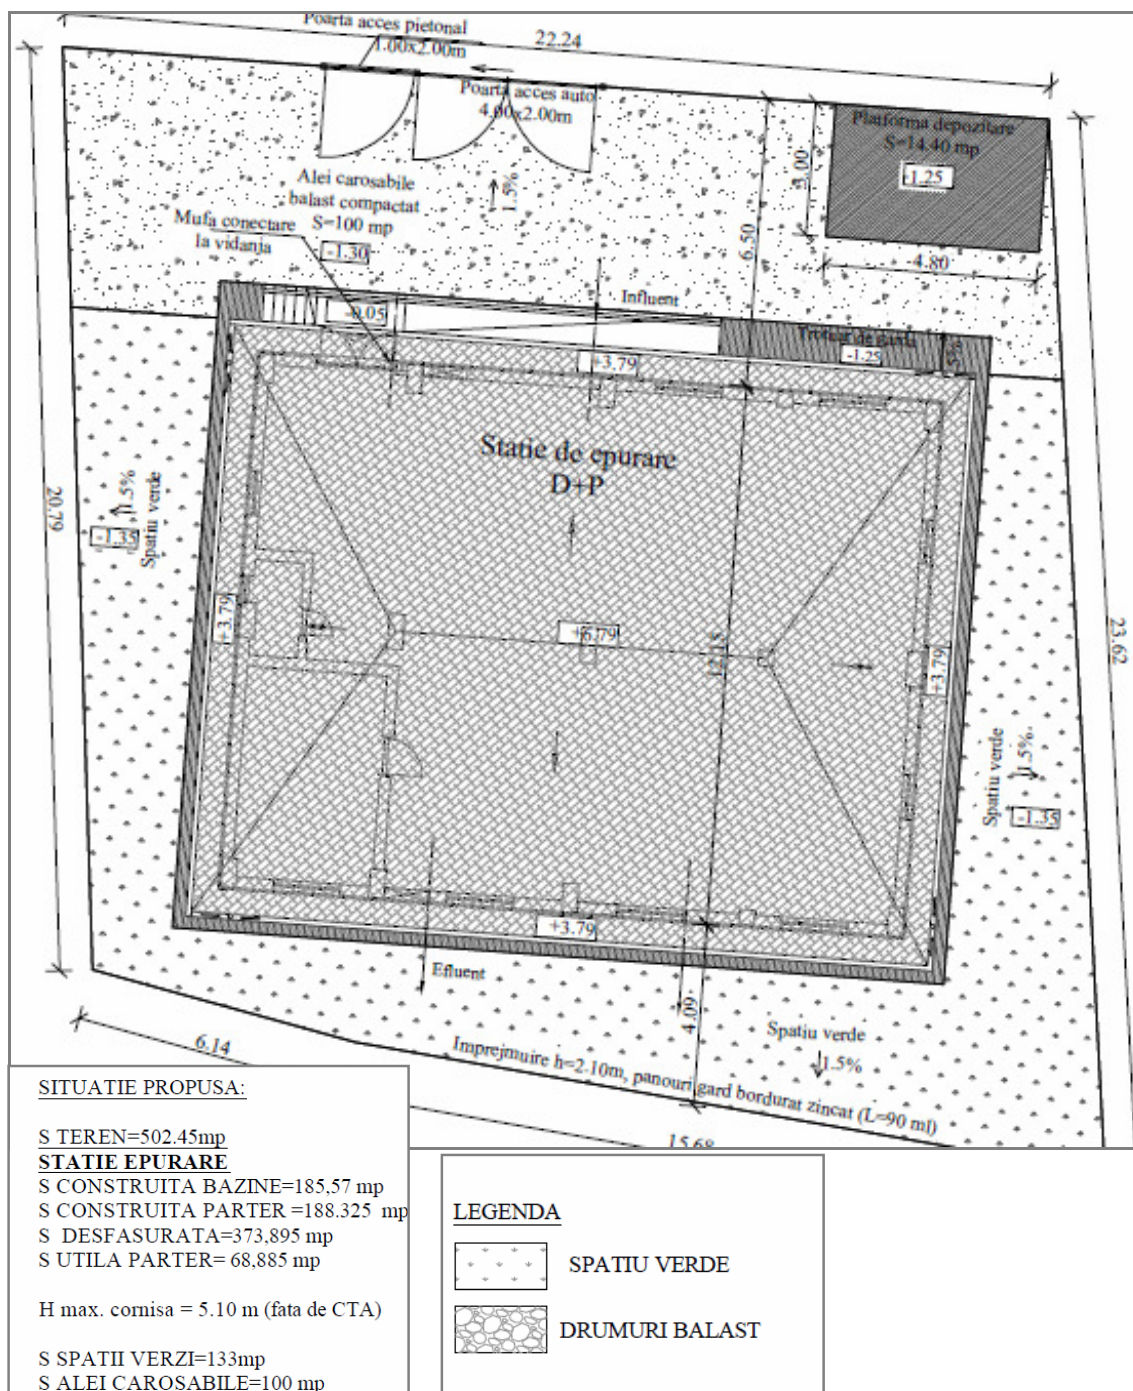 Poarta acces pietonal
1.00x2.00m
22.24
Poarta acces auto
4.00x2.00m
Platforma depozitare
S=14.40 mp
-1.25
3.00
4.80
Alei carosabile
balast compactat
S=100 mp
-1.30
1.5%
Mufa conectare
la vidanja
6.50
Influent
-0.05
Trotuar de garda
-1.25
+3.79
Statie de epurare
D+P
20.79
1.5%
Spatiu verde
-1.35
+3.79
12.18
+3.79
23.62
Spatiu verde
1.5%
-1.35
+3.79
Efluent
4.09
Spatiu verde
1.5%
6.14
Imprejmuire h=2.10m, panouri gard bordurat zincat (L=90 ml)
15.68
SITUATIE PROPUSA:
S TEREN=502.45mp
STATIE EPURARE
S CONSTRUITA BAZINE=185,57 mp
S CONSTRUITA PARTER =188.325 mp
S DESFASURATA=373,895 mp
S UTILA PARTER= 68,885 mp
H max. cornisa = 5.10 m (fata de CTA)
S SPATII VERZI=133mp
S ALEI CAROSABILE=100 mp
LEGENDA
SPATIU VERDE
DRUMURI BALAST